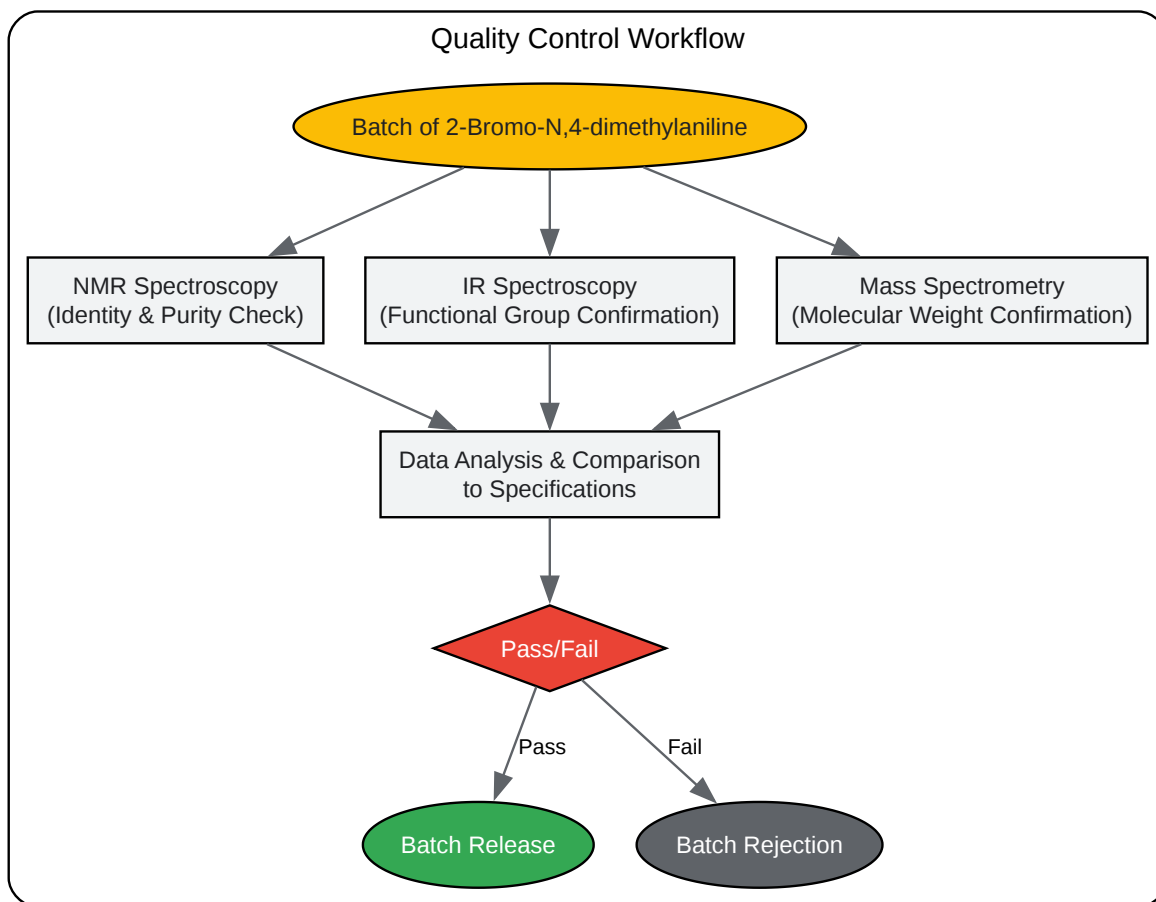 Quality Control Workflow
Batch of 2-Bromo-N,4-dimethylaniline
NMR Spectroscopy
(Identity & Purity Check)
IR Spectroscopy
(Functional Group Confirmation)
Mass Spectrometry
(Molecular Weight Confirmation)
Data Analysis & Comparison
to Specifications
Pass/Fail
Pass
Fail
Batch Release
Batch Rejection